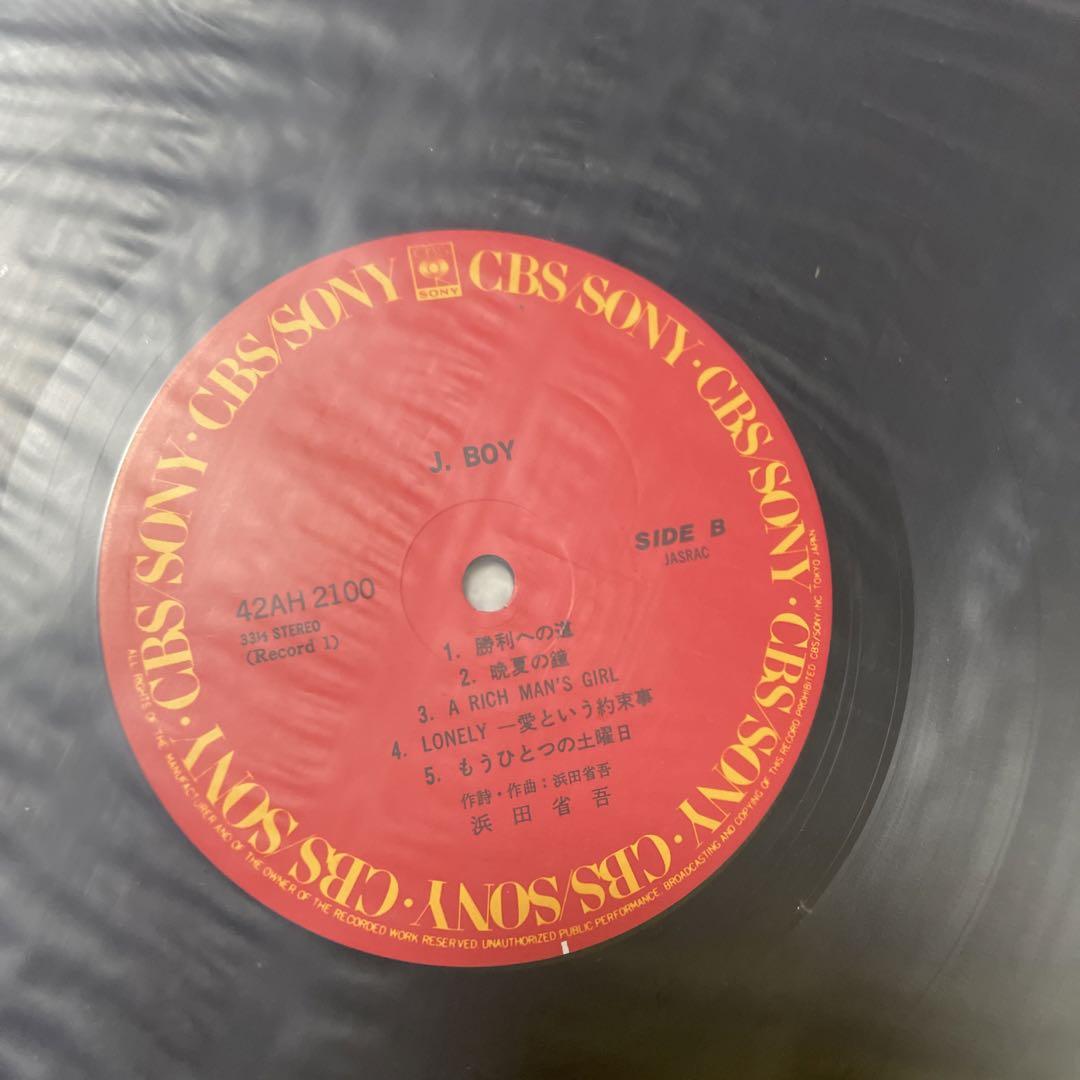 CBS/SONY · CBS/SONY · CBS/SONY · CBS/SONY · CBS/SONY · CBS/SONY · CBS/SONY · CBS/SONY
SONY
J. BOY
SIDE B
JASRAC
42AH 2100
33⅓ STEREO
(Record 1)
1. 勝利への道
2. 晩夏の鐘
3. A RICH MAN'S GIRL
4. LONELY —愛という約束事
5. もうひとつの土曜日
作詩・作曲:浜田省吾
浜田省吾
ALL RIGHTS OF THE MANUFACTURER AND OF THE OWNER OF THE RECORDED WORK RESERVED. UNAUTHORIZED PUBLIC PERFORMANCE. BROADCASTING AND COPYING OF THIS RECORD PROHIBITED CBS/SONY INC. TOKYO JAPAN